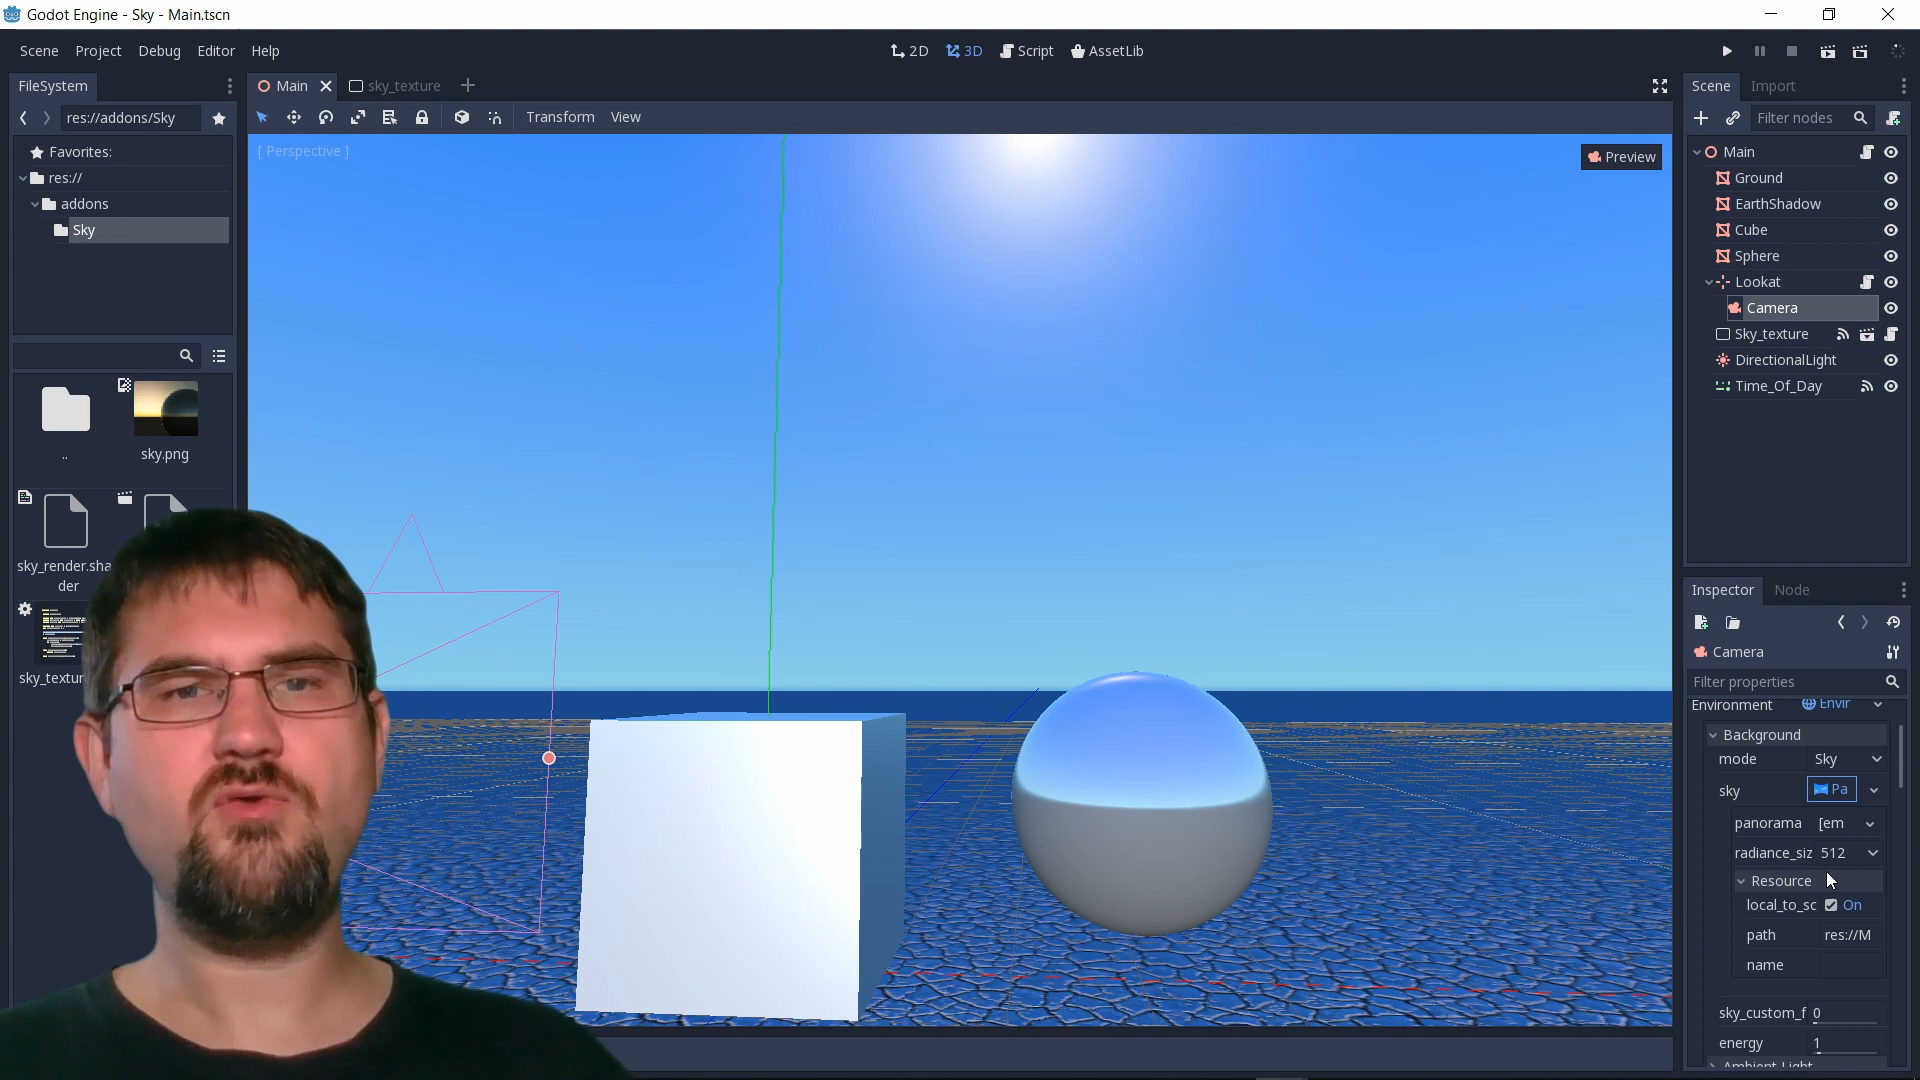 Godot Engine - Sky - Main.tscn
Scene Project Debug Editor Help
2D 3D Script AssetLib
FileSystem
Main sky_texture
Scene Import
res://addons/Sky
Transform View
Filter nodes
[ Perspective ]
Preview
Favorites:
res://
addons
Sky
..
sky.png
sky_render.sha
der
sky_textur
Main
Ground
EarthShadow
Cube
Sphere
Lookat
Camera
Sky_texture
DirectionalLight
Time_Of_Day
Inspector Node
Camera
Filter properties
Environment Envir
Background
mode Sky
sky Pa
panorama [em
radiance_siz 512
Resource
local_to_sc On
path res://M
name
sky_custom_f 0
energy 1
Ambient Light